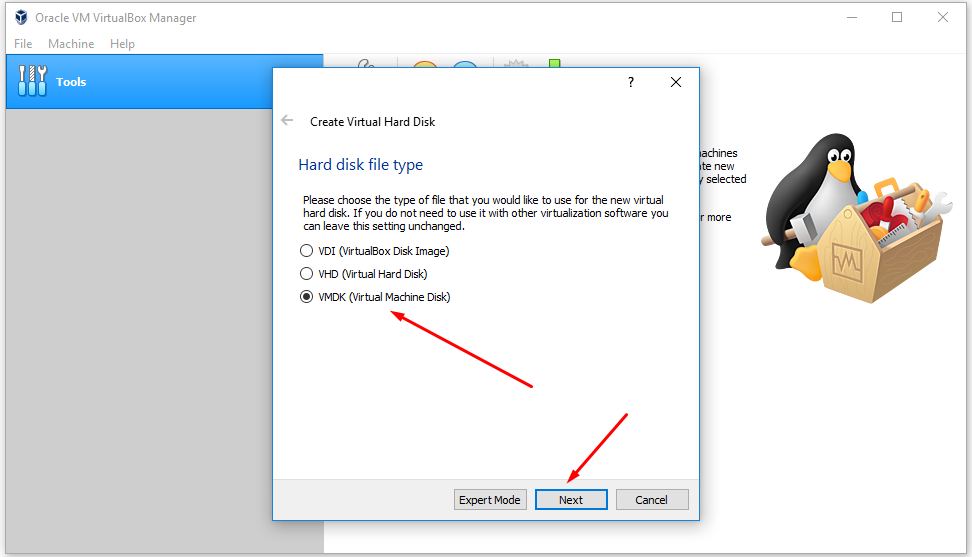 Oracle VM VirtualBox Manager
File Machine Help
Tools
?
Create Virtual Hard Disk
Hard disk file type
Please choose the type of file that you would like to use for the new virtual
hard disk. If you do not need to use it with other virtualization software you
can leave this setting unchanged.
VDI (VirtualBox Disk Image)
VHD (Virtual Hard Disk)
VMDK (Virtual Machine Disk)
Expert Mode Next Cancel
new
selected
more